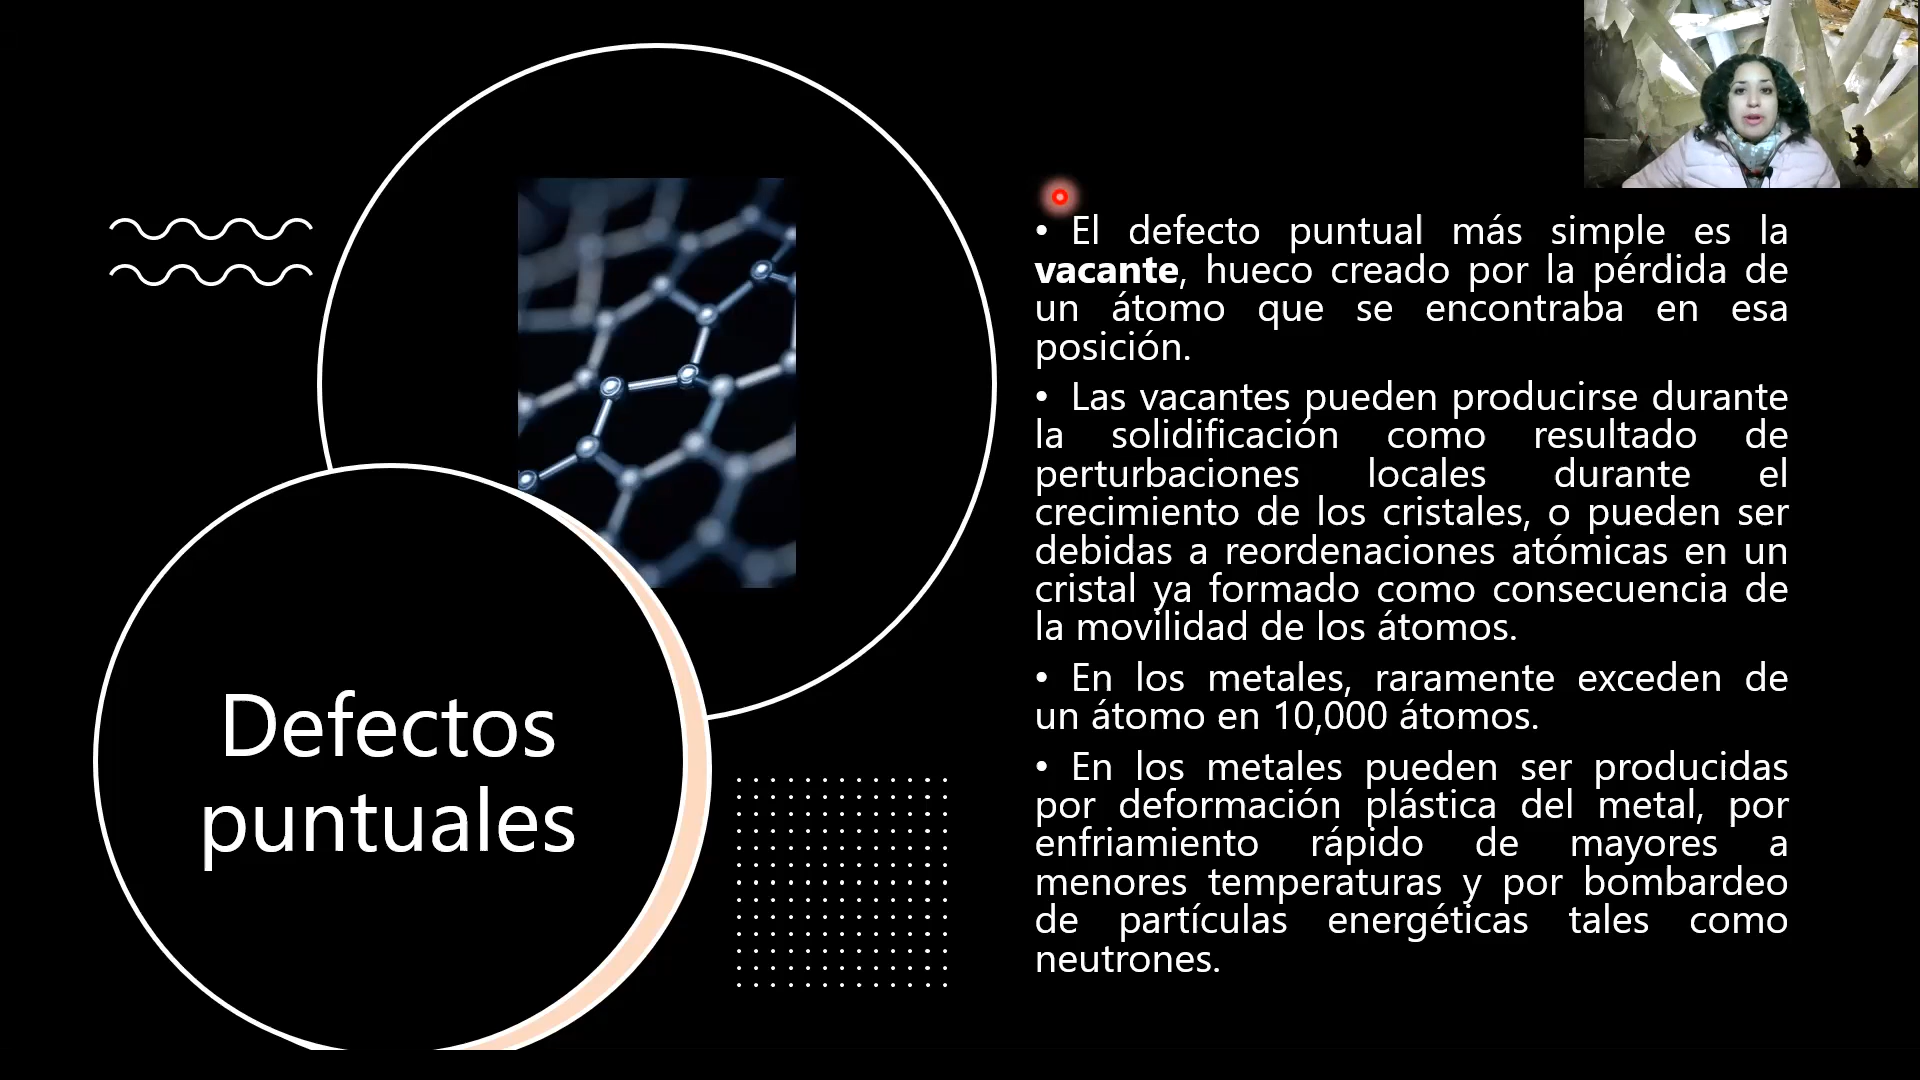 Defectos
puntuales
• El defecto puntual más simple es la
vacante, hueco creado por la pérdida de
un átomo que se encontraba en esa
posición.
• Las vacantes pueden producirse durante
la solidificación como resultado de
perturbaciones locales durante el
crecimiento de los cristales, o pueden ser
debidas a reordenaciones atómicas en un
cristal ya formado como consecuencia de
la movilidad de los átomos.
• En los metales, raramente exceden de
un átomo en 10,000 átomos.
• En los metales pueden ser producidas
por deformación plástica del metal, por
enfriamiento rápido de mayores a
menores temperaturas y por bombardeo
de partículas energéticas tales como
neutrones.